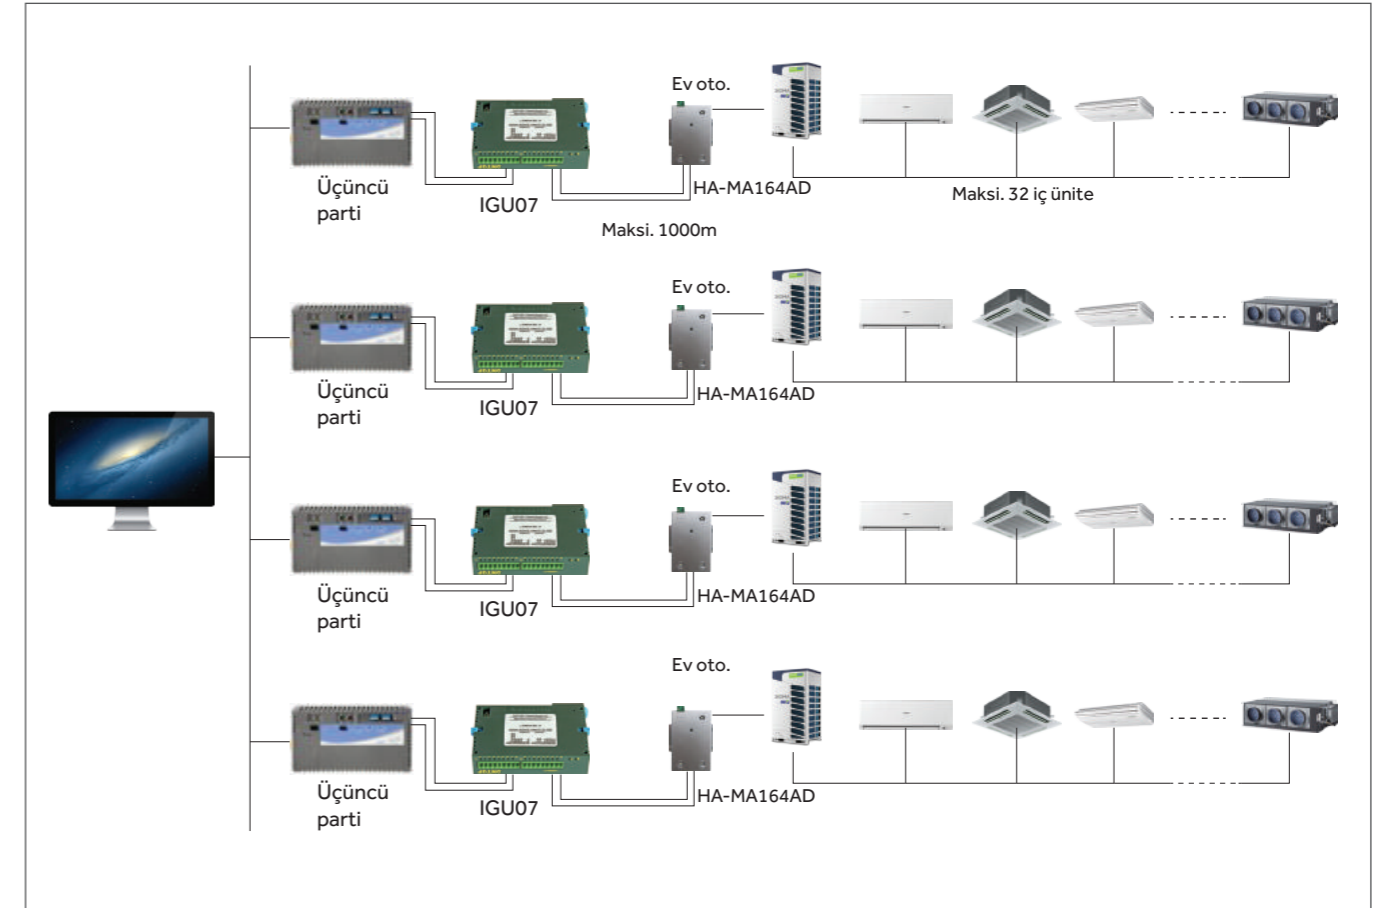 Ev oto.
Üçüncü
parti
IGU07
HA-MA164AD
Maksi. 32 iç ünite
Maksi. 1000m
Ev oto.
Üçüncü
parti
IGU07
HA-MA164AD
Ev oto.
Üçüncü
parti
IGU07
HA-MA164AD
Ev oto.
Üçüncü
parti
IGU07
HA-MA164AD